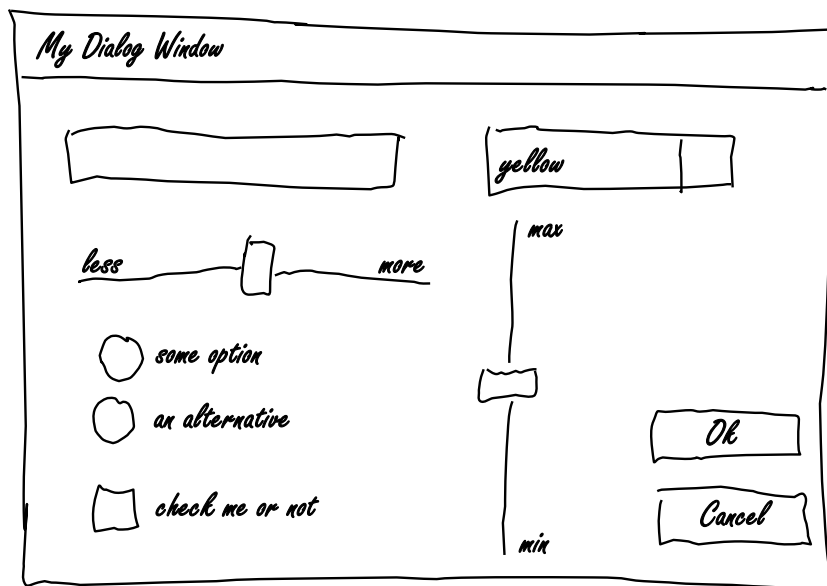 My Dialog Window
yellow
less
more
max
some option
an alternative
check me or not
Ok
Cancel
min